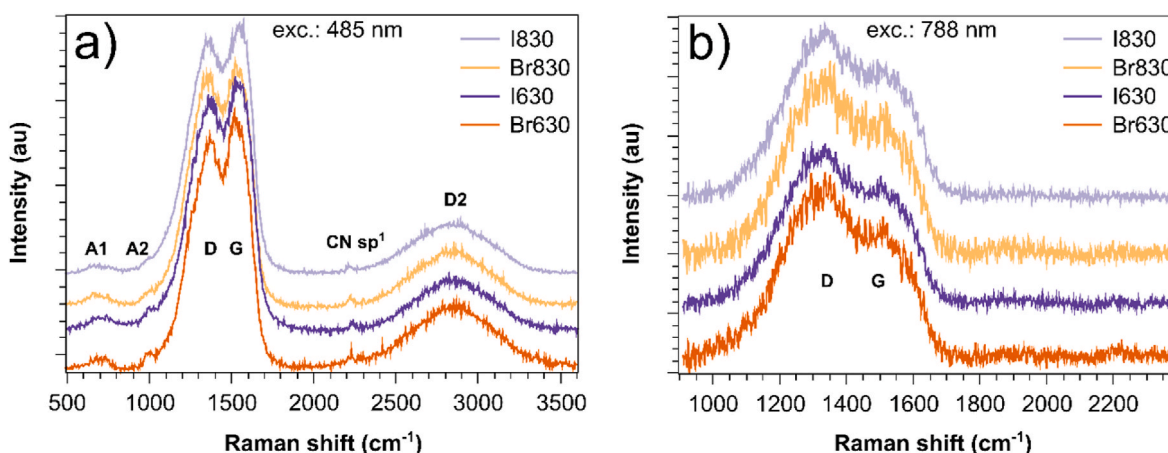 a)
exc.: 485 nm
I830
Br830
I630
Br630
A1 A2 D G CN sp¹ D2
Intensity (au)
500 1000 1500 2000 2500 3000 3500
Raman shift (cm⁻¹)
b)
exc.: 788 nm
I830
Br830
I630
Br630
D G
Intensity (au)
1000 1200 1400 1600 1800 2000 2200
Raman shift (cm⁻¹)